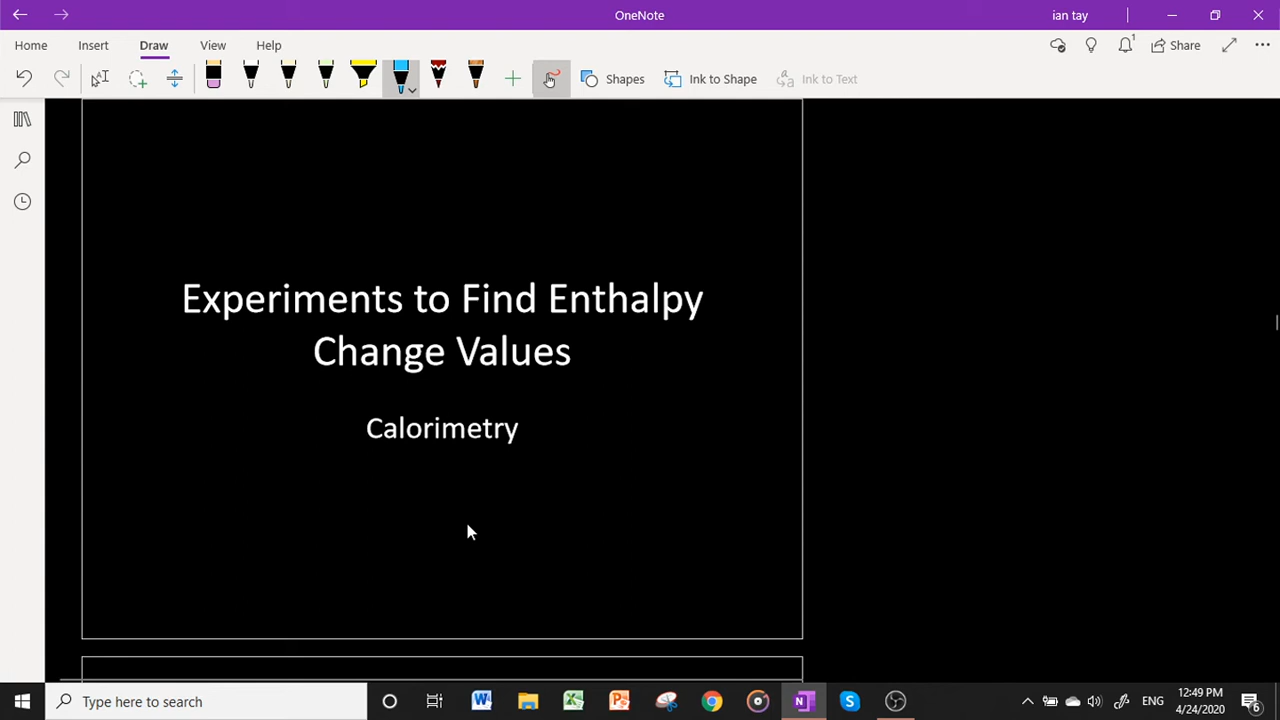 OneNote
ian tay
Home Insert Draw View Help
Share
Shapes Ink to Shape Ink to Text
Experiments to Find Enthalpy
Change Values
Calorimetry
Type here to search
ENG
12:49 PM
4/24/2020
6